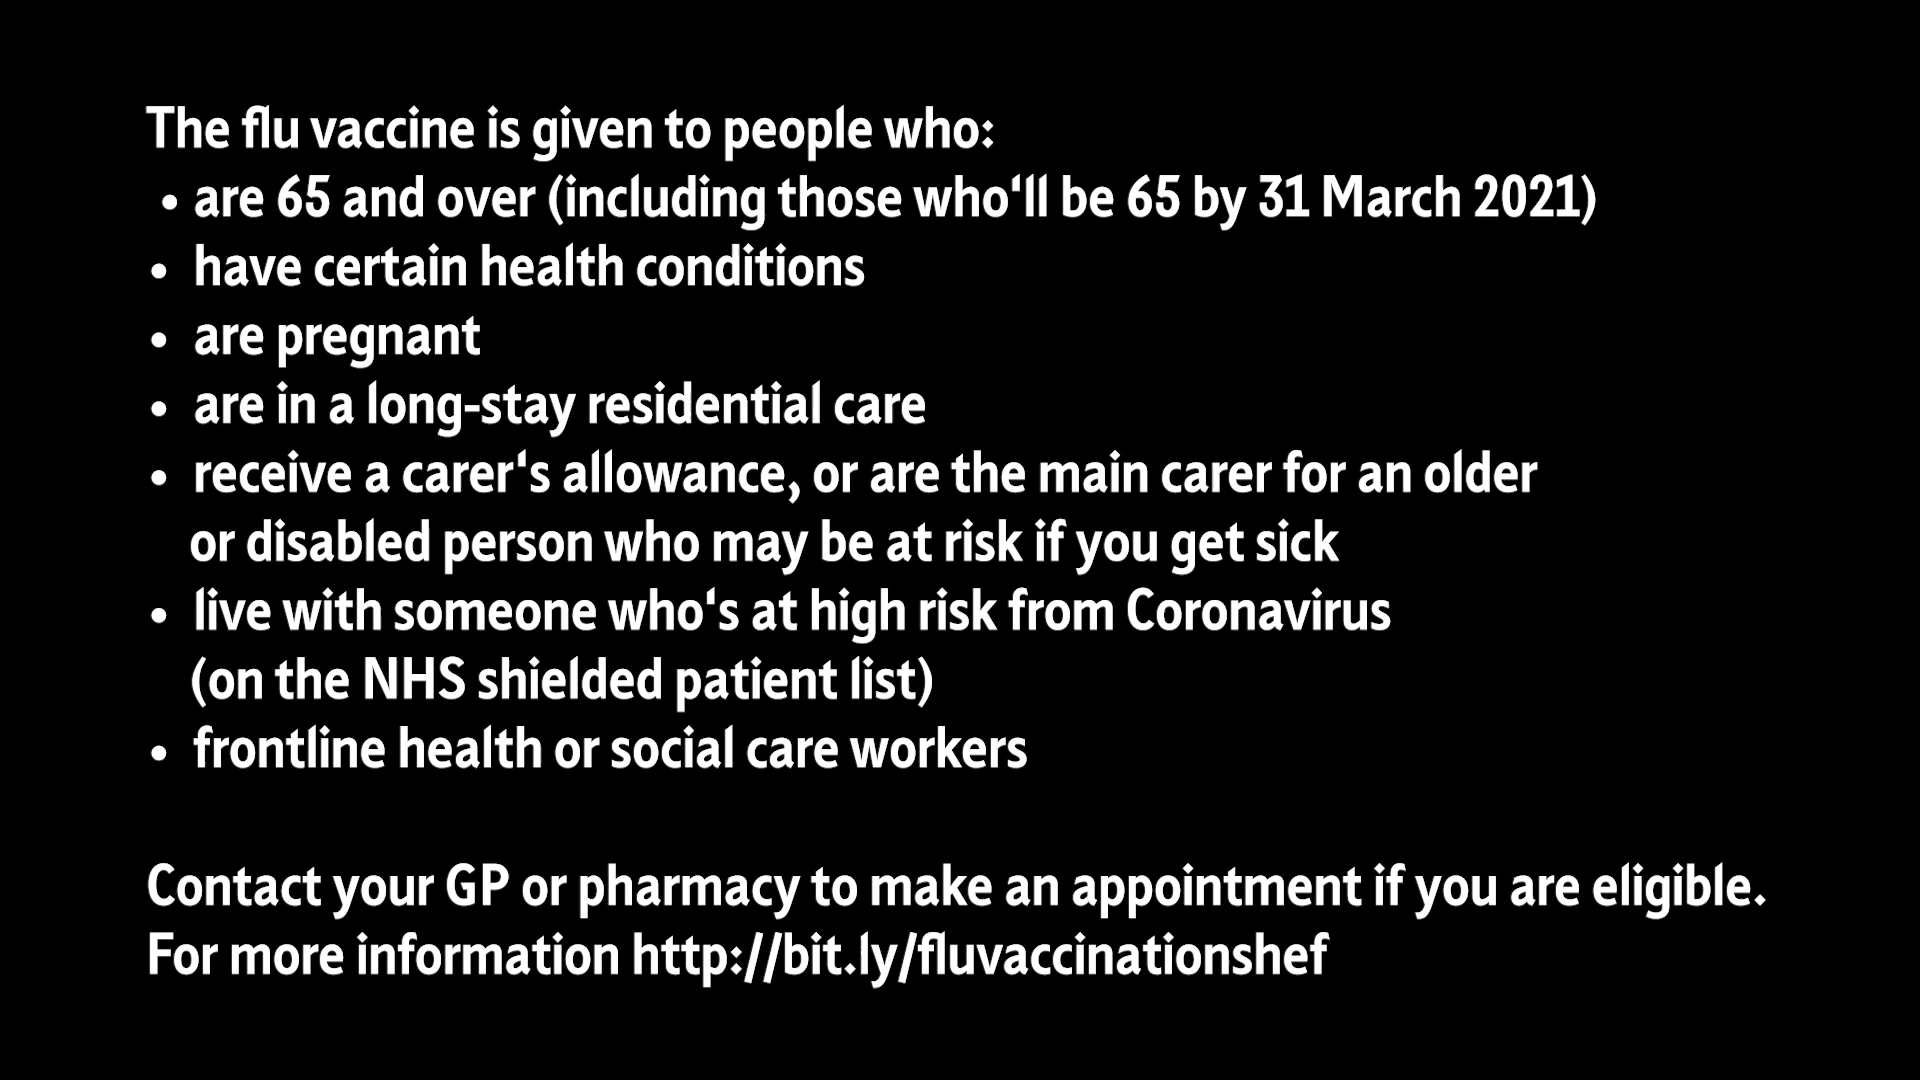 The flu vaccine is given to people who:
• are 65 and over (including those who‘ll be 65 by 31 March 2021)
• have certain health conditions
• are pregnant
• are in a long-stay residential care
• receive a carer‘s allowance, or are the main carer for an older
or disabled person who may be at risk if you get sick
• live with someone who‘s at high risk from Coronavirus
(on the NHS shielded patient list)
• frontline health or social care workers
Contact your GP or pharmacy to make an appointment if you are eligible.
For more information http://bit.ly/fluvaccinationshef